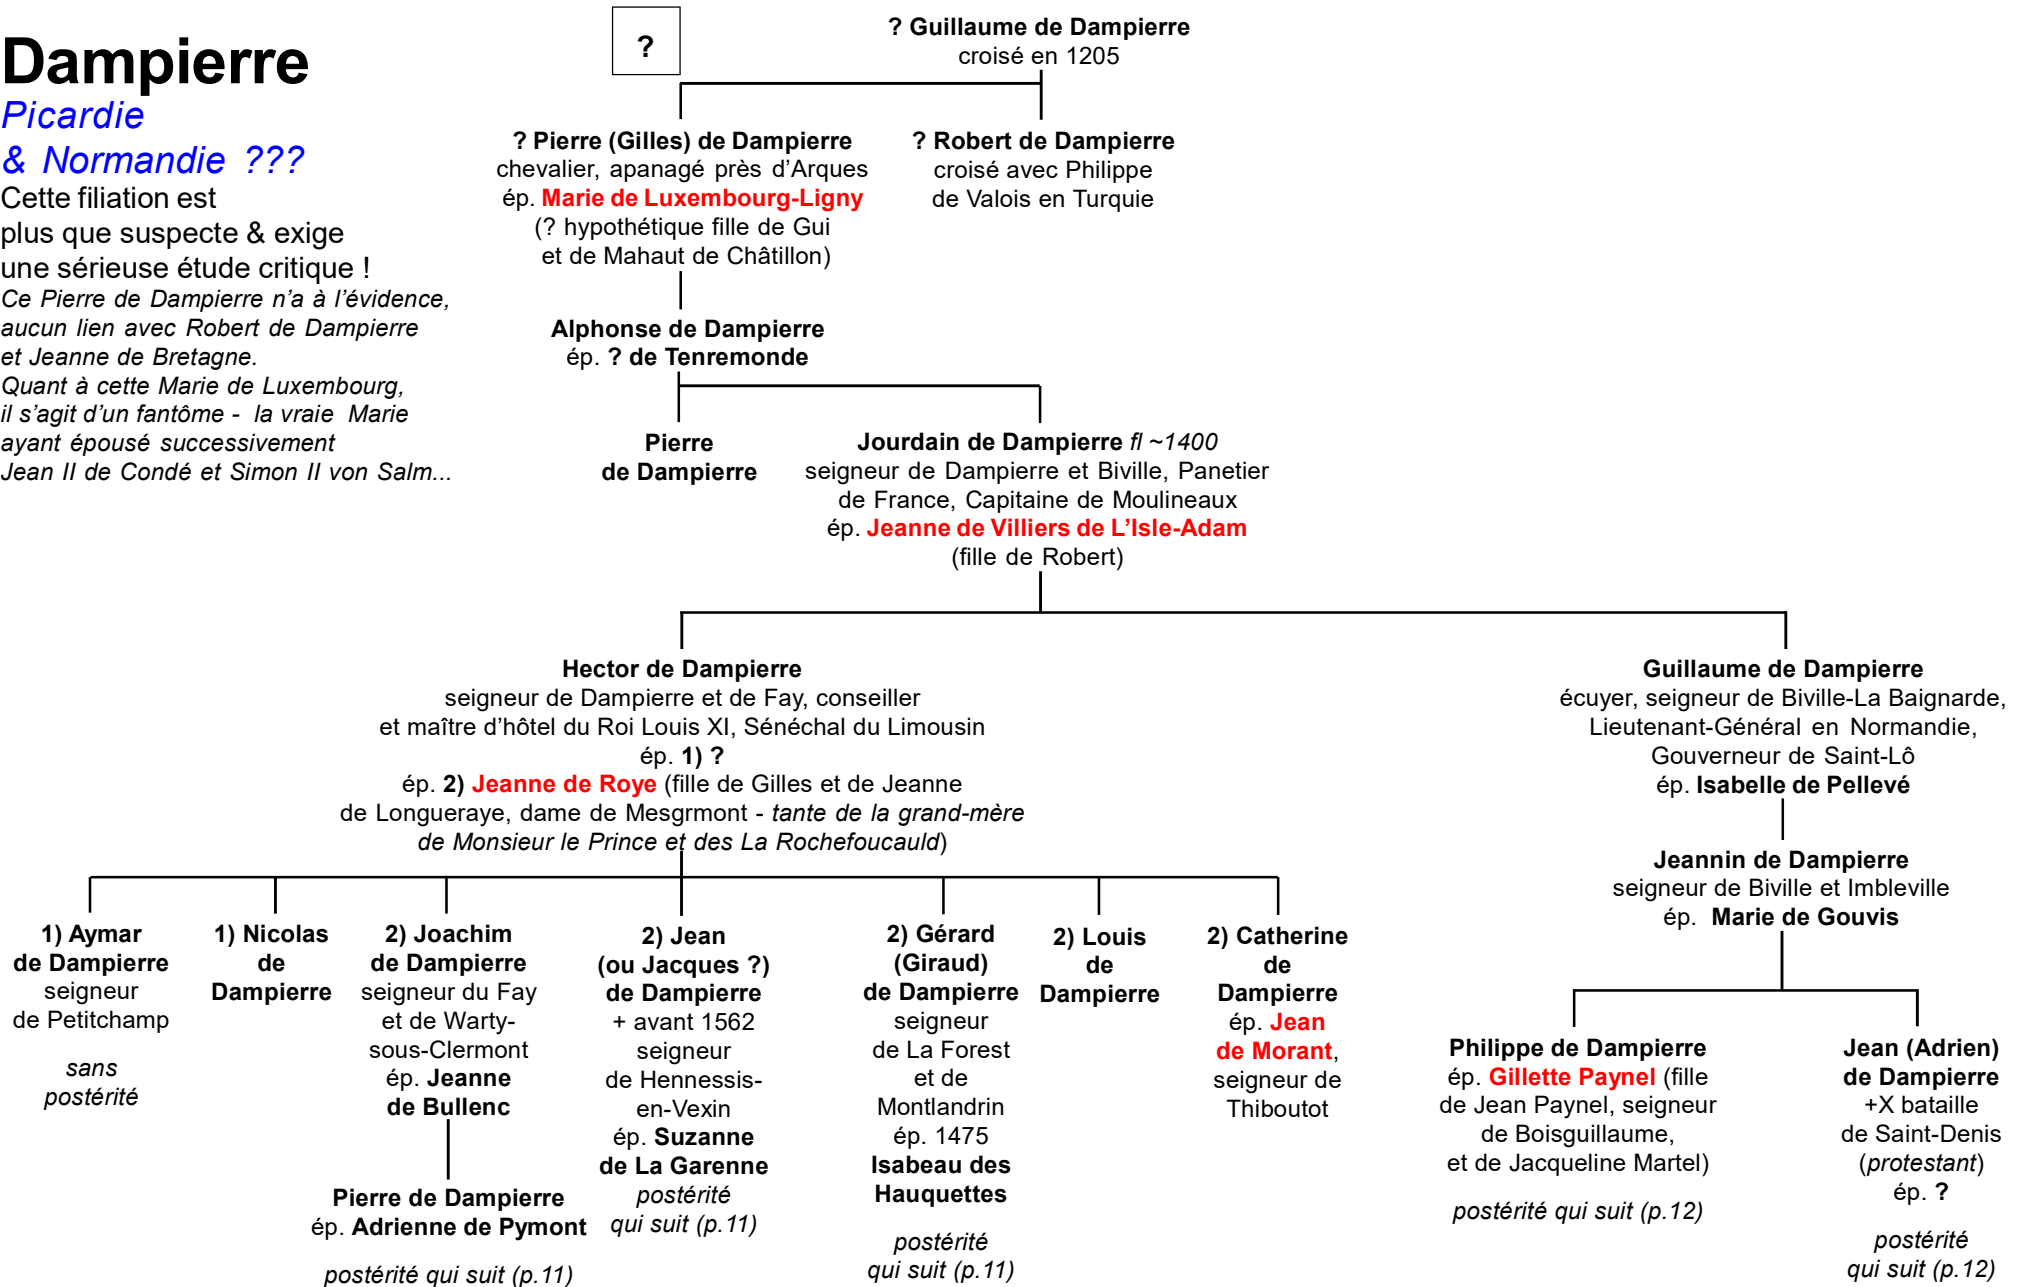 Dampierre
Picardie
& Normandie ???
Cette filiation est
plus que suspecte & exige
une sérieuse étude critique !
Ce Pierre de Dampierre n'a à l'évidence,
aucun lien avec Robert de Dampierre
et Jeanne de Bretagne.
Quant à cette Marie de Luxembourg,
il s'agit d'un fantôme - la vraie Marie
ayant épousé successivement
Jean II de Condé et Simon II von Salm...
?
? Guillaume de Dampierre
croisé en 1205
? Pierre (Gilles) de Dampierre
chevalier, apanagé près d'Arques
ép. Marie de Luxembourg-Ligny
(? hypothétique fille de Gui
et de Mahaut de Châtillon)
? Robert de Dampierre
croisé avec Philippe
de Valois en Turquie
Alphonse de Dampierre
ép. ? de Tenremonde
Pierre
de Dampierre
Jourdain de Dampierre fl ~1400
seigneur de Dampierre et Biville, Panetier
de France, Capitaine de Moulineaux
ép. Jeanne de Villiers de L'Isle-Adam
(fille de Robert)
Hector de Dampierre
seigneur de Dampierre et de Fay, conseiller
et maître d'hôtel du Roi Louis XI, Sénéchal du Limousin
ép. 1) ?
ép. 2) Jeanne de Roye (fille de Gilles et de Jeanne
de Longueraye, dame de Mesgrmont - tante de la grand-mère
de Monsieur le Prince et des La Rochefoucauld)
Guillaume de Dampierre
écuyer, seigneur de Biville-La Baignarde,
Lieutenant-Général en Normandie,
Gouverneur de Saint-Lô
ép. Isabelle de Pellevé
Jeannin de Dampierre
seigneur de Biville et Imbleville
ép. Marie de Gouvis
1) Aymar
de Dampierre
seigneur
de Petitchamp
sans
postérité
1) Nicolas
de
Dampierre
2) Joachim
de Dampierre
seigneur du Fay
et de Warty-
sous-Clermont
ép. Jeanne
de Bullenc
Pierre de Dampierre
ép. Adrienne de Pymont
postérité qui suit (p.11)
2) Jean
(ou Jacques ?)
de Dampierre
+ avant 1562
seigneur
de Hennessis-
en-Vexin
ép. Suzanne
de La Garenne
postérité
qui suit (p.11)
2) Gérard
(Giraud)
de Dampierre
seigneur
de La Forest
et de
Montlandrin
ép. 1475
Isabeau des
Hauquettes
postérité
qui suit (p.11)
2) Louis
de
Dampierre
2) Catherine
de
Dampierre
ép. Jean
de Morant,
seigneur de
Thiboutot
Philippe de Dampierre
ép. Gillette Paynel (fille
de Jean Paynel, seigneur
de Boisguillaume,
et de Jacqueline Martel)
postérité qui suit (p.12)
Jean (Adrien)
de Dampierre
+X bataille
de Saint-Denis
(protestant)
ép. ?
postérité
qui suit (p.12)